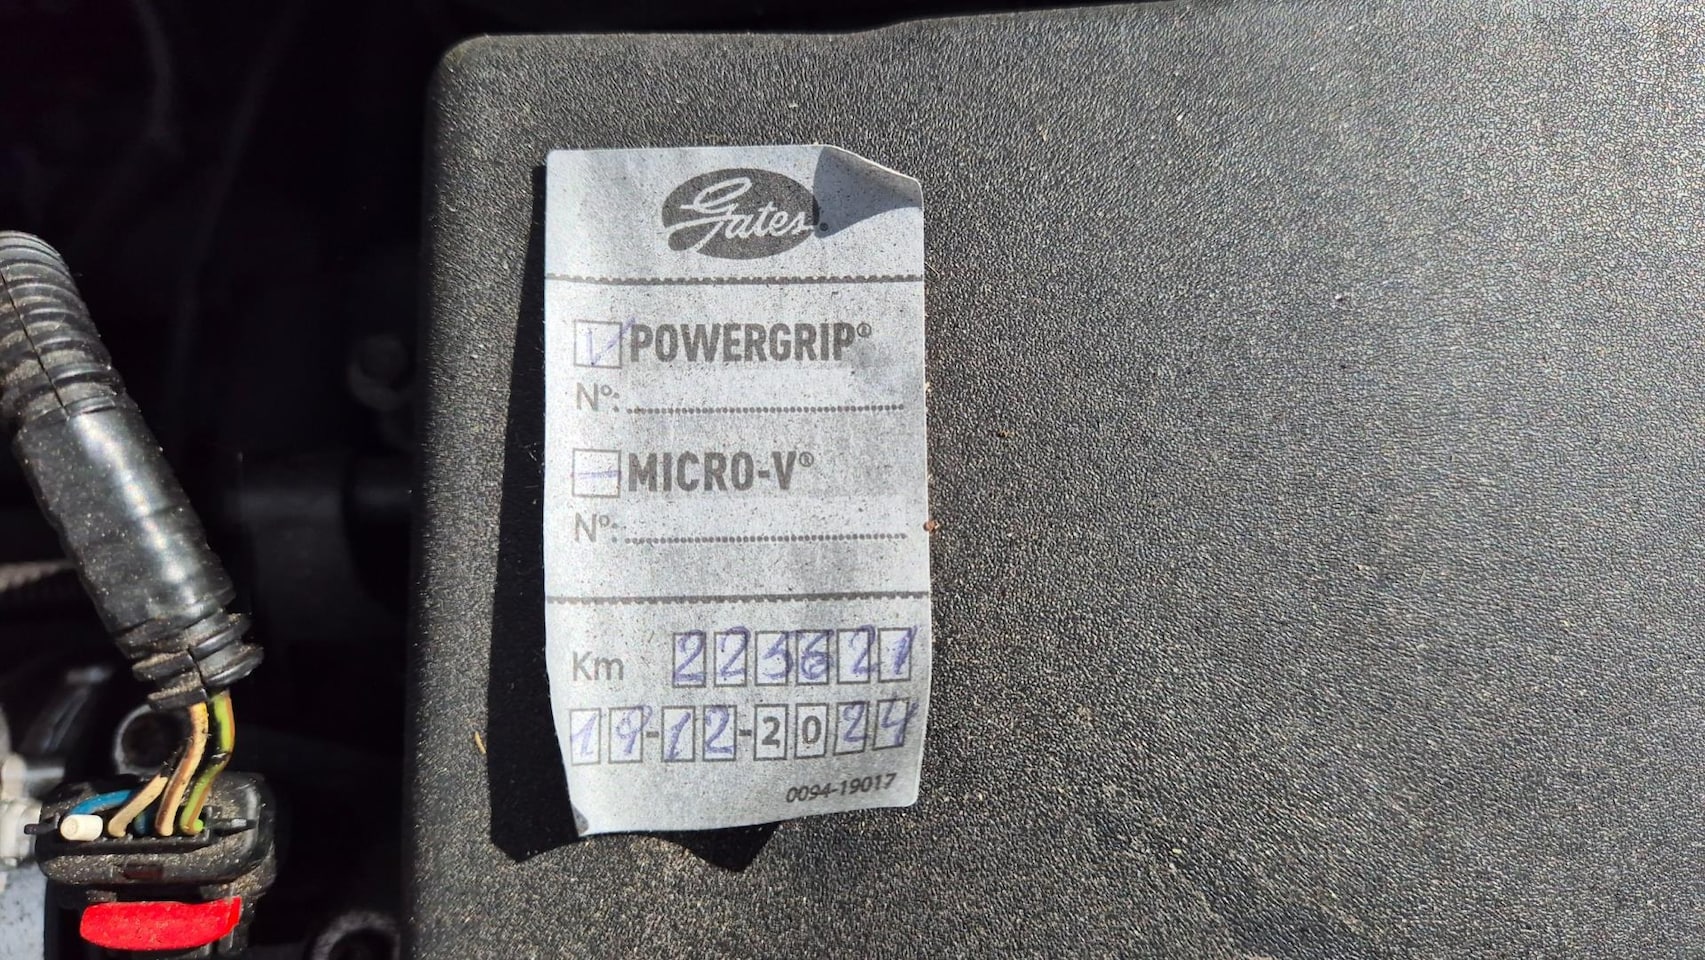 Gates®
POWERGRIP®
Nº:
MICRO-V®
Nº:
Km 223621
19-12-2024
0094-19017